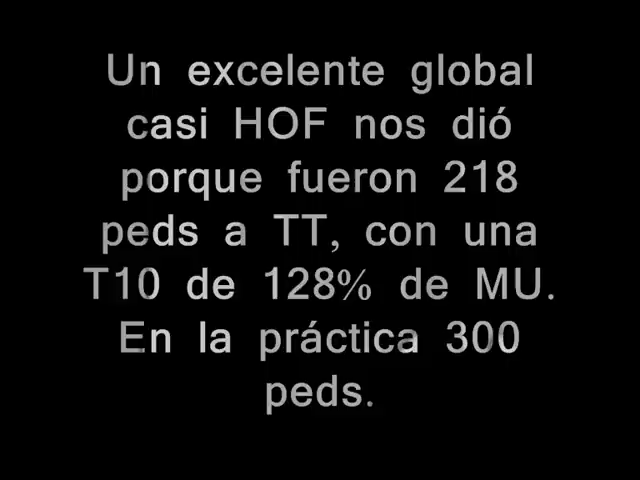 Un excelente global
casi HOF nos dió
porque fueron 218
peds a TT, con una
T10 de 128% de MU.
En la práctica 300
peds.